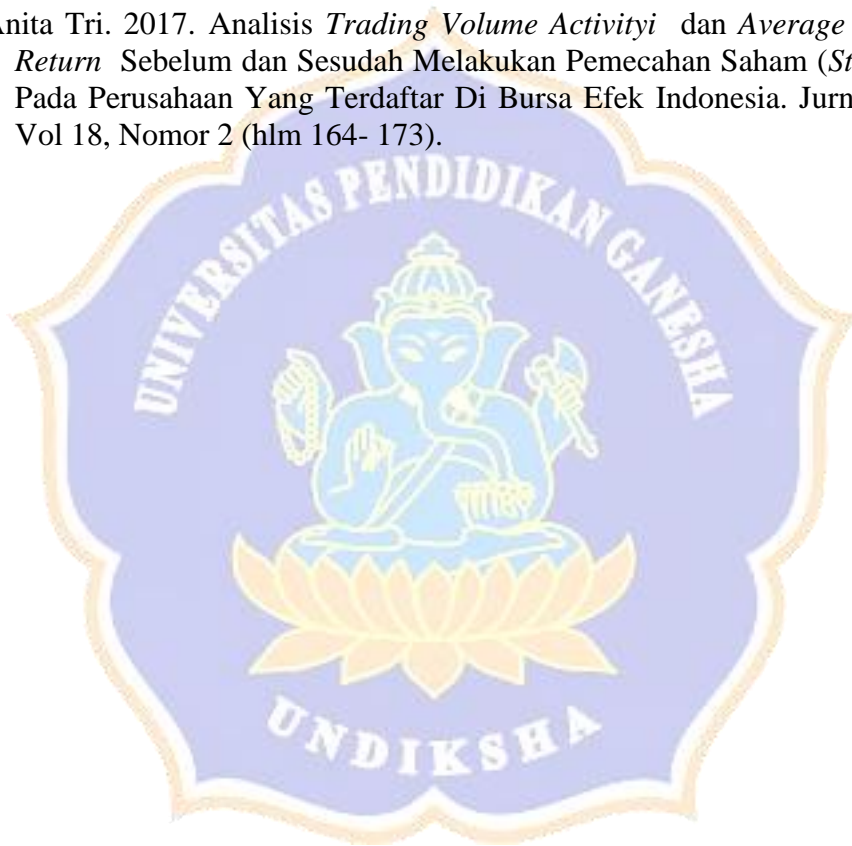 Anita Tri. 2017. Analisis Trading Volume Activityi dan Average
Return Sebelum dan Sesudah Melakukan Pemecahan Saham (St
Pada Perusahaan Yang Terdaftar Di Bursa Efek Indonesia. Jurn
Vol 18, Nomor 2 (hlm 164- 173).
UNIVERSITAS PENDIDIKAN GANESHA
UNDIKSHA